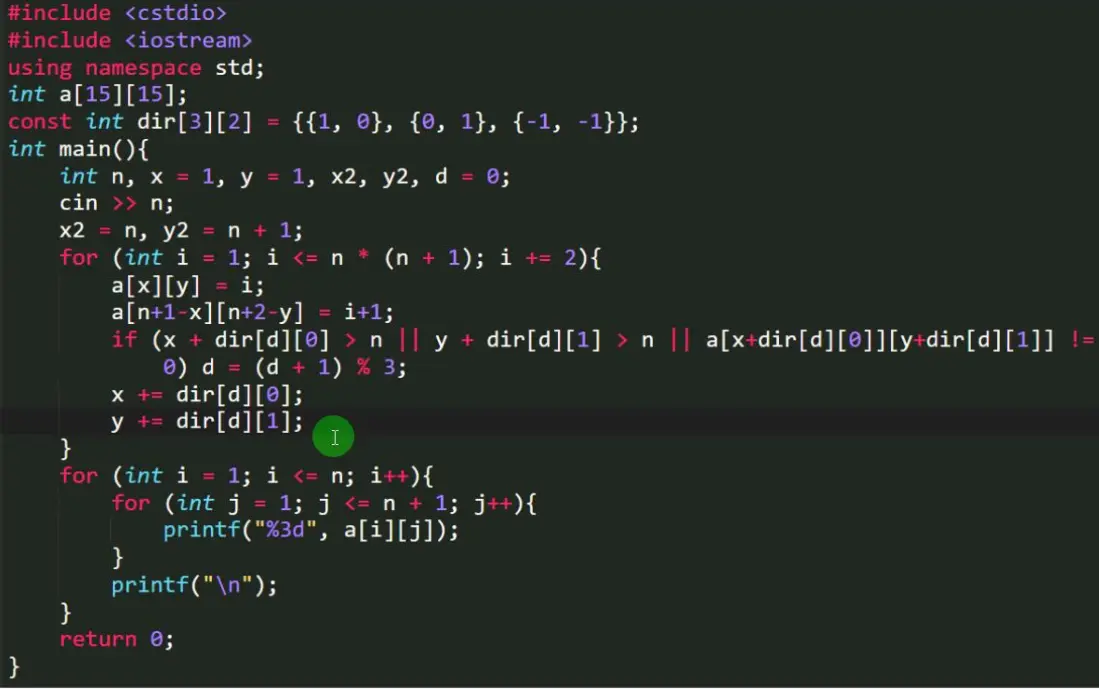 #include <cstdio>
#include <iostream>
using namespace std;
int a[15][15];
const int dir[3][2] = {{1, 0}, {0, 1}, {-1, -1}};
int main(){
    int n, x = 1, y = 1, x2, y2, d = 0;
    cin >> n;
    x2 = n, y2 = n + 1;
    for (int i = 1; i <= n * (n + 1); i += 2){
        a[x][y] = i;
        a[n+1-x][n+2-y] = i+1;
        if (x + dir[d][0] > n || y + dir[d][1] > n || a[x+dir[d][0]][y+dir[d][1]] !=
            0) d = (d + 1) % 3;
        x += dir[d][0];
        y += dir[d][1];
    }
    for (int i = 1; i <= n; i++){
        for (int j = 1; j <= n + 1; j++){
            printf("%3d", a[i][j]);
        }
        printf("\n");
    }
    return 0;
}